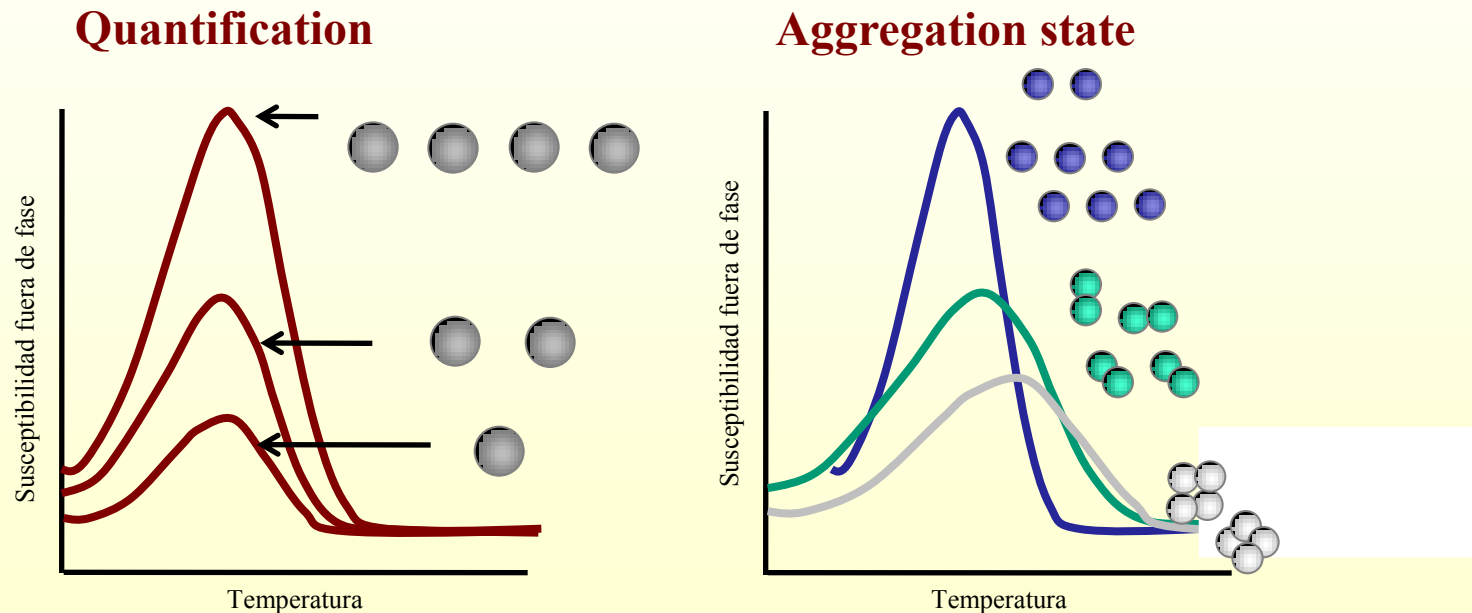 Quantification
Susceptibilidad fuera de fase
Temperatura
Aggregation state
Susceptibilidad fuera de fase
Temperatura